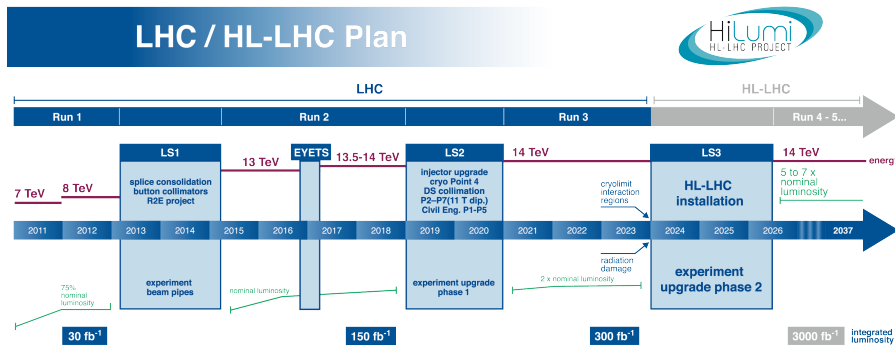 LHC / HL-LHC Plan
HiLumi
HL-LHC PROJECT
LHC
HL-LHC
Run 1
Run 2
Run 3
Run 4 - 5...
LS1
EYETS
LS2
LS3
13 TeV
13.5-14 TeV
14 TeV
14 TeV
energy
7 TeV
8 TeV
splice consolidation
button collimators
R2E project
injector upgrade
cryo Point 4
DS collimation
P2–P7(11 T dip.)
Civil Eng. P1-P5
cryolimit
interaction
regions
HL-LHC
installation
5 to 7 x
nominal
luminosity
2011
2012
2013
2014
2015
2016
2017
2018
2019
2020
2021
2022
2023
2024
2025
2026
2037
75%
nominal
luminosity
experiment
beam pipes
nominal luminosity
experiment upgrade
phase 1
2 x nominal luminosity
radiation
damage
experiment
upgrade phase 2
30 fb⁻¹
150 fb⁻¹
300 fb⁻¹
3000 fb⁻¹
integrated
luminosity